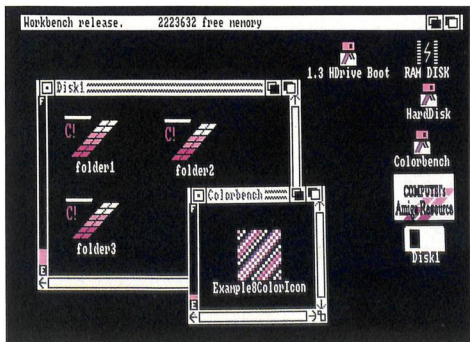 Workbench release. 2223632 free memory
1.3 HDrive Boot
RAM DISK
HardDisk
Colorbench
COMPUTE!'s
Amiga Resource
Disk1
Disk1
F
C!
folder1
C!
folder2
C!
folder3
E
Colorbench
F
Example8ColorIcon
E